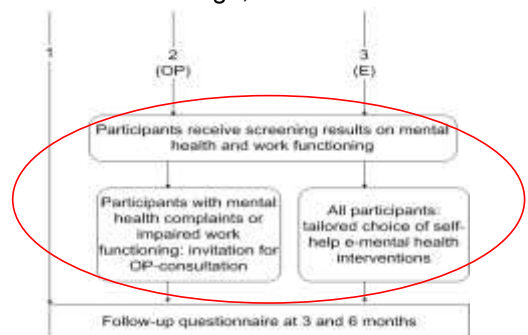 1
2
(OP)
3
(E)
Participants receive screening results on mental
health and work functioning
Participants with mental
health complaints or
impaired work
functioning: invitation for
OP-consultation
All participants:
tailored choice of self-
help e-mental health
interventions
Follow-up questionnaire at 3 and 6 months